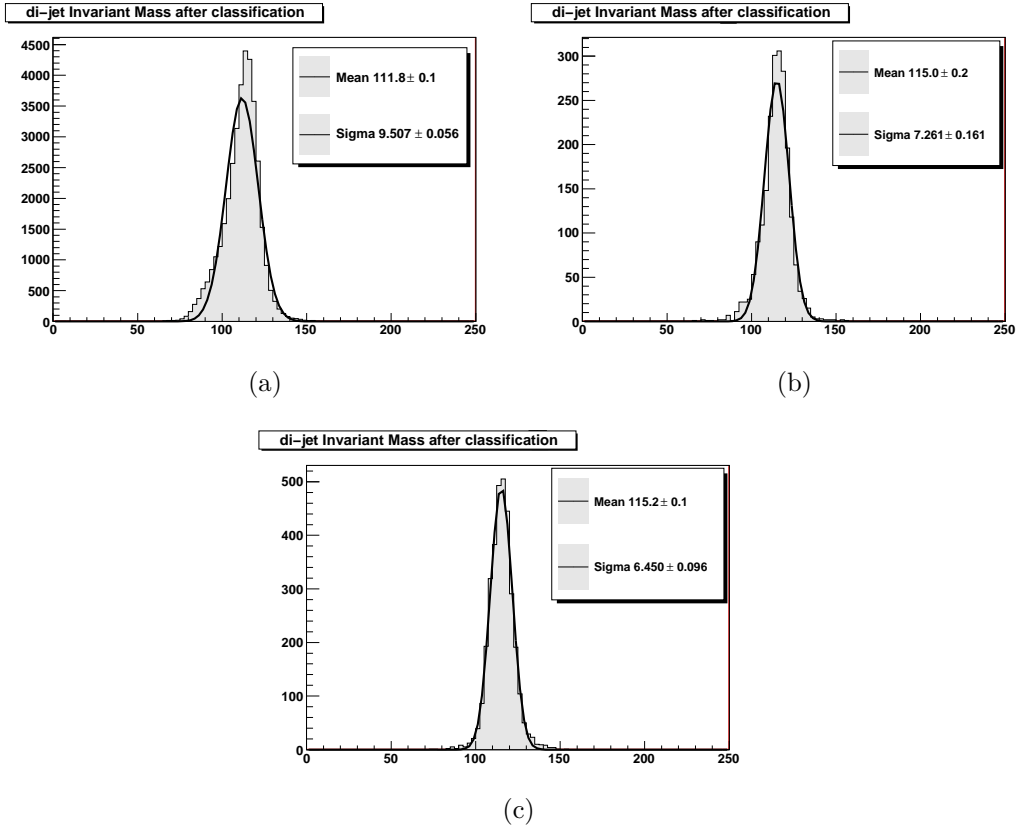 di-jet Invariant Mass after classification
4500
4000
3500
3000
2500
2000
1500
1000
500
0
0 50 100 150 200 250
Mean 111.8± 0.1
Sigma 9.507 ± 0.056
(a)
di-jet Invariant Mass after classification
300
250
200
150
100
50
0
0 50 100 150 200 250
Mean 115.0± 0.2
Sigma 7.261± 0.161
(b)
di-jet Invariant Mass after classification
500
400
300
200
100
0
0 50 100 150 200 250
Mean 115.2± 0.1
Sigma 6.450± 0.096
(c)